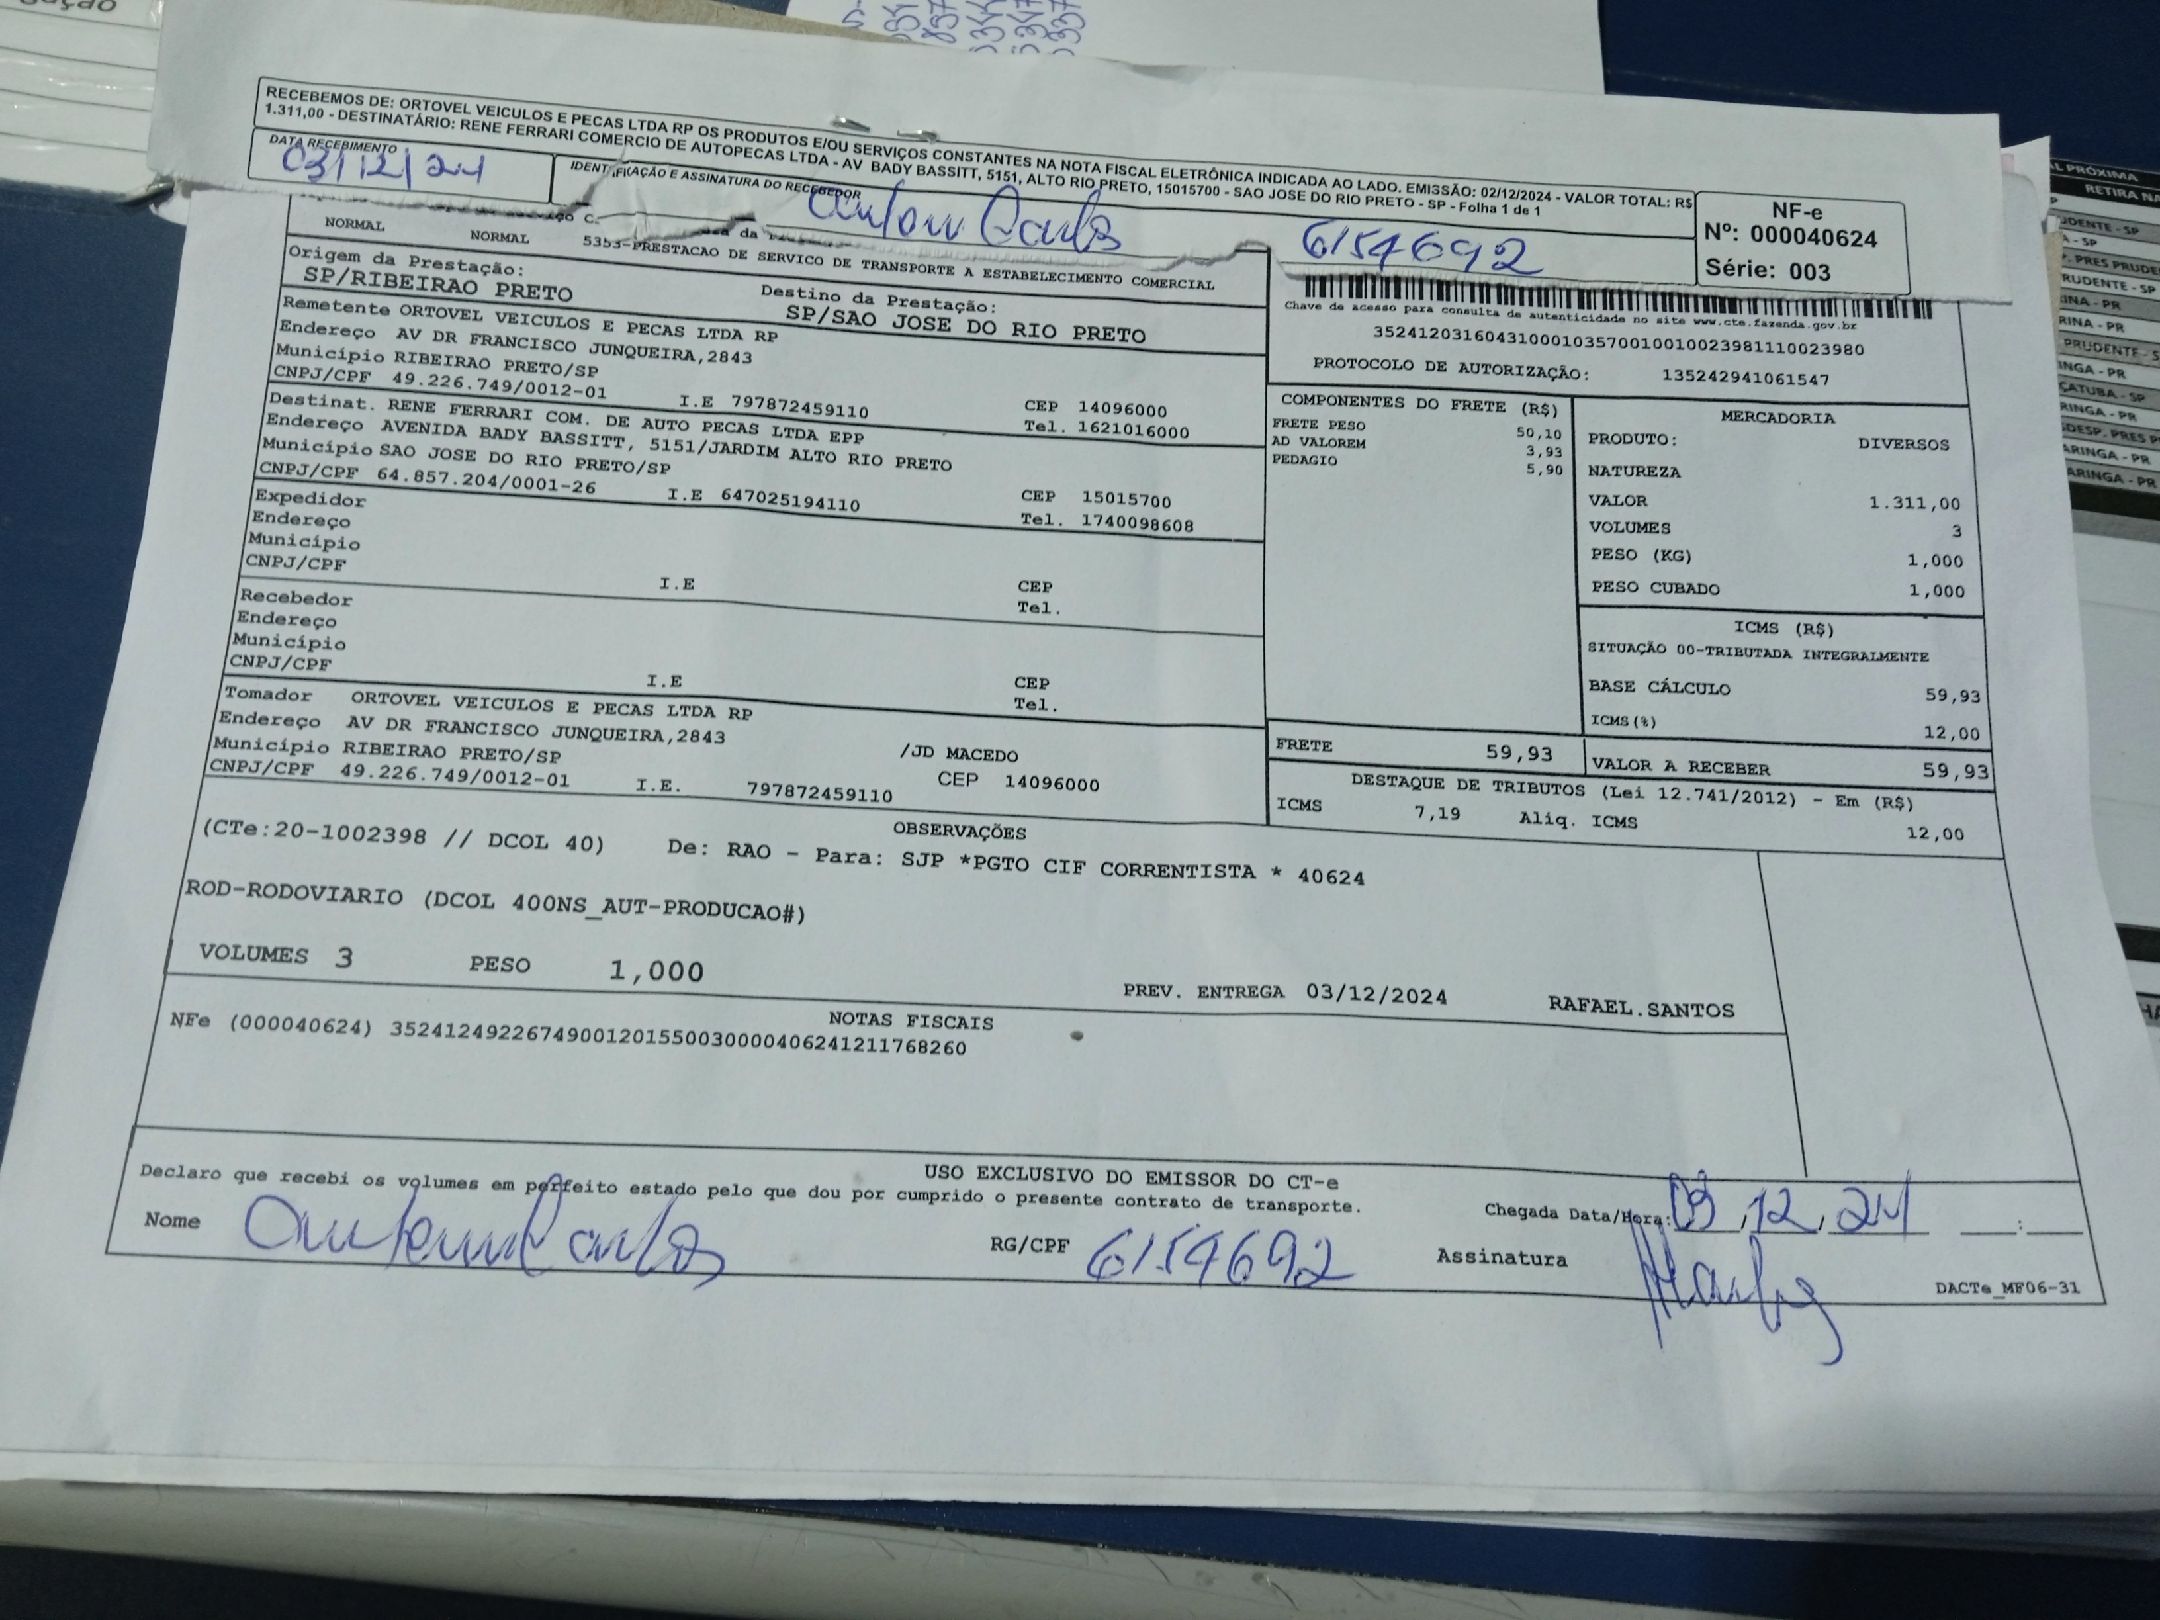 RECEBEMOS DE: ORTOVEL VEICULOS E PECAS LTDA RP OS PRODUTOS E/OU SERVIÇOS CONSTANTES NA NOTA FISCAL ELETRÔNICA INDICADA AO LADO. EMISSÃO: 02/12/2024 - VALOR TOTAL: R$
1.311,00 - DESTINATÁRIO: RENE FERRARI COMERCIO DE AUTOPECAS LTDA - AV BADY BASSITT, 5151, ALTO RIO PRETO, 15015700 - SAO JOSE DO RIO PRETO - SP - Folha 1 de 1
DATA RECEBIMENTO
03/12/24
IDENTIFICAÇÃO E ASSINATURA DO RECEBEDOR
6154692
NF-e
Nº: 000040624
Série: 003
NORMAL NORMAL 5353-PRESTACAO DE SERVICO DE TRANSPORTE A ESTABELECIMENTO COMERCIAL
Origem da Prestação: Destino da Prestação:
SP/RIBEIRAO PRETO SP/SAO JOSE DO RIO PRETO
Remetente ORTOVEL VEICULOS E PECAS LTDA RP
Endereço AV DR FRANCISCO JUNQUEIRA,2843
Município RIBEIRAO PRETO/SP CEP 14096000
CNPJ/CPF 49.226.749/0012-01 I.E 797872459110 Tel. 1621016000
Destinat. RENE FERRARI COM. DE AUTO PECAS LTDA EPP
Endereço AVENIDA BADY BASSITT, 5151/JARDIM ALTO RIO PRETO
Município SAO JOSE DO RIO PRETO/SP CEP 15015700
CNPJ/CPF 64.857.204/0001-26 I.E 647025194110 Tel. 1740098608
Expedidor
Endereço
Município CEP
CNPJ/CPF I.E Tel.
Recebedor
Endereço
Município CEP
CNPJ/CPF I.E Tel.
Tomador ORTOVEL VEICULOS E PECAS LTDA RP
Endereço AV DR FRANCISCO JUNQUEIRA,2843 /JD MACEDO
Município RIBEIRAO PRETO/SP CEP 14096000
CNPJ/CPF 49.226.749/0012-01 I.E. 797872459110
Chave de acesso para consulta de autenticidade no site www.cte.fazenda.gov.br
35241203160431000103570010010023981110023980
PROTOCOLO DE AUTORIZAÇÃO: 135242941061547
COMPONENTES DO FRETE (R$)
FRETE PESO 50,10
AD VALOREM 3,93
PEDAGIO 5,90
MERCADORIA
PRODUTO: DIVERSOS
NATUREZA
VALOR 1.311,00
VOLUMES 3
PESO (KG) 1,000
PESO CUBADO 1,000
ICMS (R$)
SITUAÇÃO 00-TRIBUTADA INTEGRALMENTE
BASE CÁLCULO 59,93
ICMS(%) 12,00
FRETE 59,93 VALOR A RECEBER 59,93
DESTAQUE DE TRIBUTOS (Lei 12.741/2012) - Em (R$)
ICMS 7,19 Aliq. ICMS 12,00
OBSERVAÇÕES
(CTe:20-1002398 // DCOL 40) De: RAO - Para: SJP *PGTO CIF CORRENTISTA * 40624
ROD-RODOVIARIO (DCOL 400NS_AUT-PRODUCAO#)
VOLUMES 3 PESO 1,000 PREV. ENTREGA 03/12/2024 RAFAEL.SANTOS
NOTAS FISCAIS
NFe (000040624) 35241249226749001201550030000406241211768260
USO EXCLUSIVO DO EMISSOR DO CT-e
Declaro que recebi os volumes em perfeito estado pelo que dou por cumprido o presente contrato de transporte.
Chegada Data/Hora: 03,12,24 :
Nome
RG/CPF 6154692
Assinatura
DACTe_MF06-31